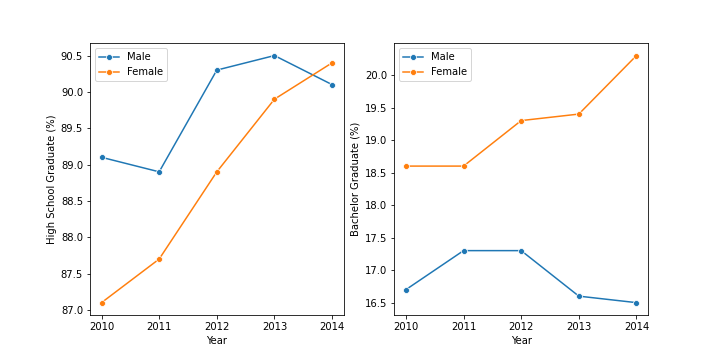 Male
Female
90.5
90.0
89.5
89.0
88.5
88.0
87.5
87.0
High School Graduate (%)
2010 2011 2012 2013 2014
Year
Male
Female
20.0
19.5
19.0
18.5
18.0
17.5
17.0
16.5
Bachelor Graduate (%)
2010 2011 2012 2013 2014
Year